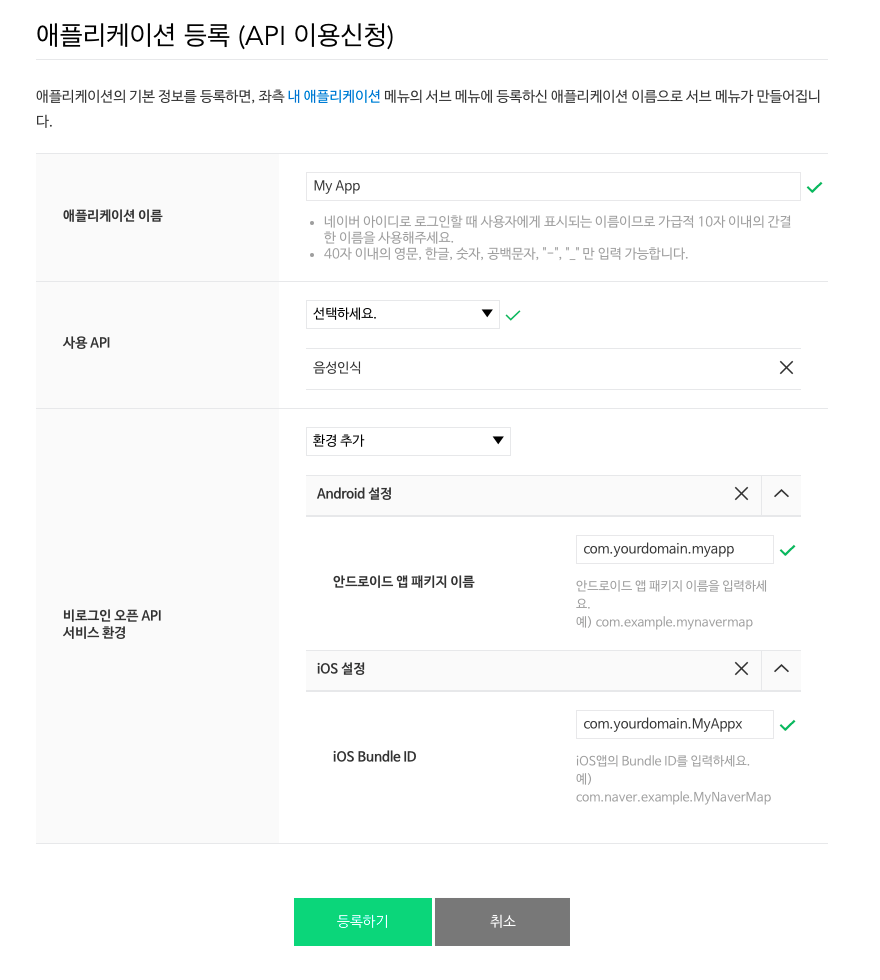 애플리케이션 등록 (API 이용신청)
애플리케이션의 기본 정보를 등록하면, 좌측 내 애플리케이션 메뉴의 서브 메뉴에 등록하신 애플리케이션 이름으로 서브 메뉴가 만들어집니
다.
애플리케이션 이름
My App
네이버 아이디로 로그인할 때 사용자에게 표시되는 이름이므로 가급적 10자 이내의 간결
한 이름을 사용해주세요.
40자 이내의 영문, 한글, 숫자, 공백문자, "-", "_" 만 입력 가능합니다.
사용 API
선택하세요.
음성인식
비로그인 오픈 API
서비스 환경
환경 추가
Android 설정
안드로이드 앱 패키지 이름
com.yourdomain.myapp
안드로이드 앱 패키지 이름을 입력하세
요.
예) com.example.mynavermap
iOS 설정
iOS Bundle ID
com.yourdomain.MyAppx
iOS앱의 Bundle ID를 입력하세요.
예)
com.naver.example.MyNaverMap
등록하기
취소